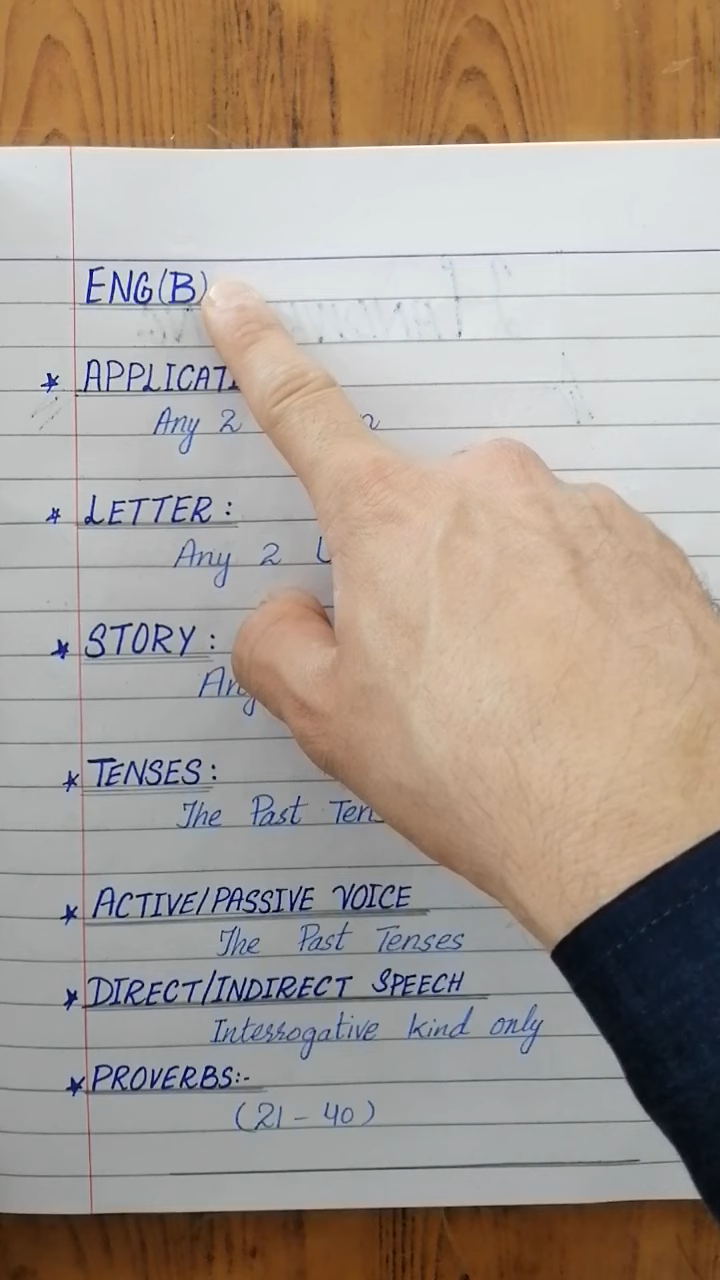 ENG(B)
* APPLICATI
Any 2
* LETTER:
Any 2
* STORY:
* TENSES:
The Past Ten
* ACTIVE/PASSIVE VOICE
The Past Tenses
* DIRECT/INDIRECT SPEECH
Interrogative kind only
* PROVERBS:-
(21-40)